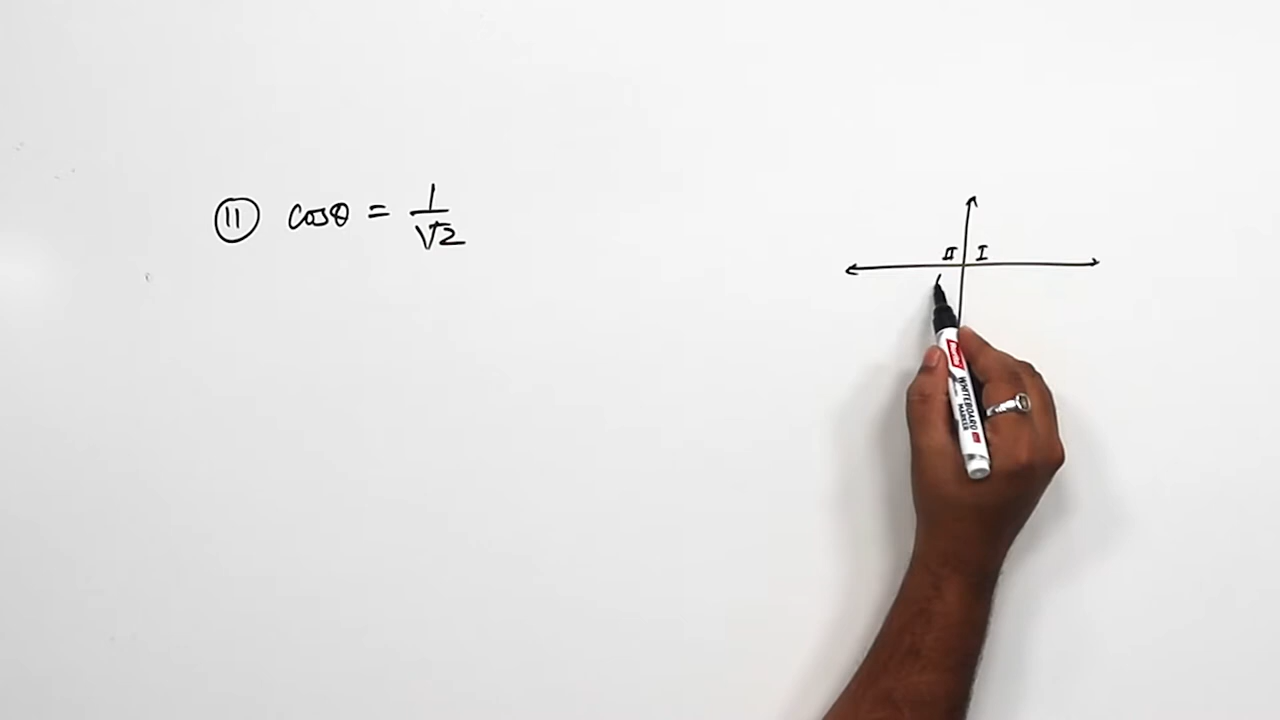 ⑪ cosθ = 1/√2
II I
WHITEBOARD
MARKER